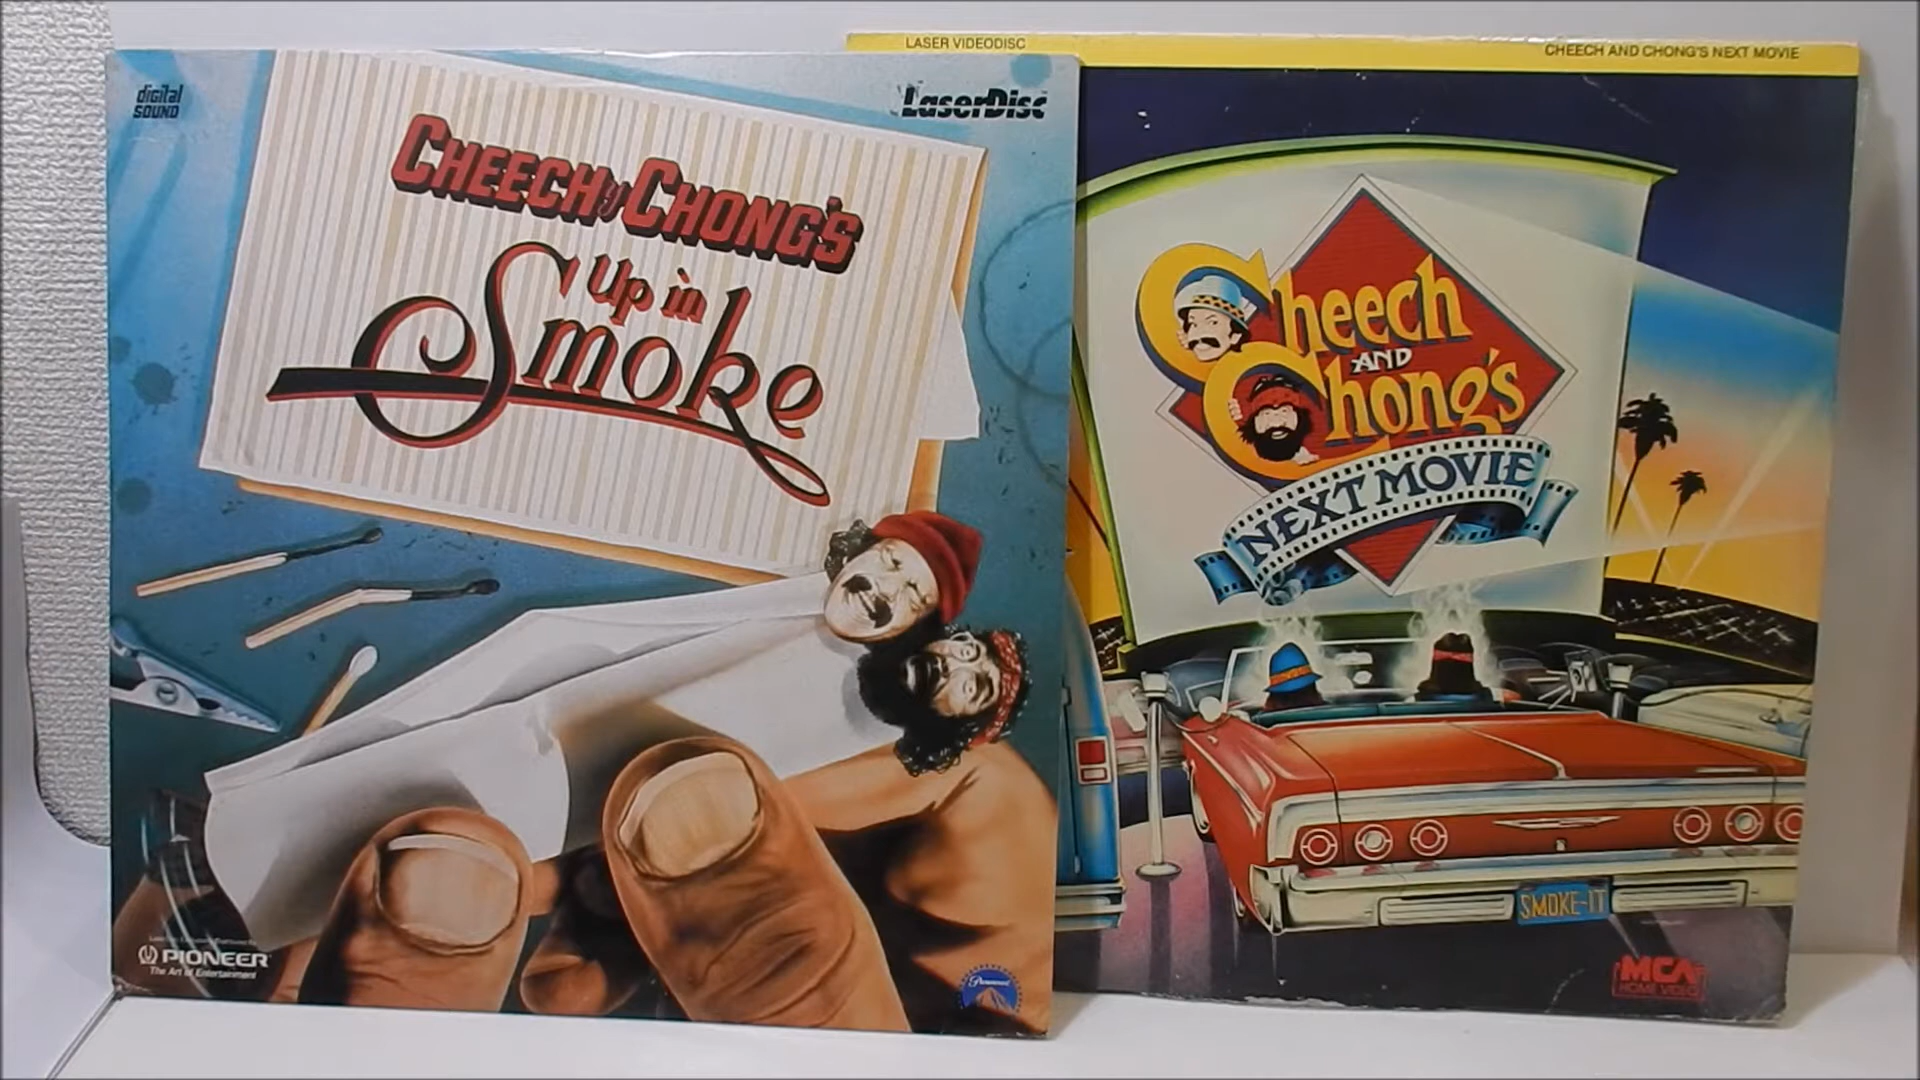 digital
SOUND
LaserDisc
CHEECH y CHONG'S
Up in
Smoke
PIONEER
The Art of Entertainment
Paramount
LASER VIDEODISC
CHEECH AND CHONG'S NEXT MOVIE
Cheech
AND
Chong's
NEXT MOVIE
SMOKE-IT
MCA
HOME VIDEO